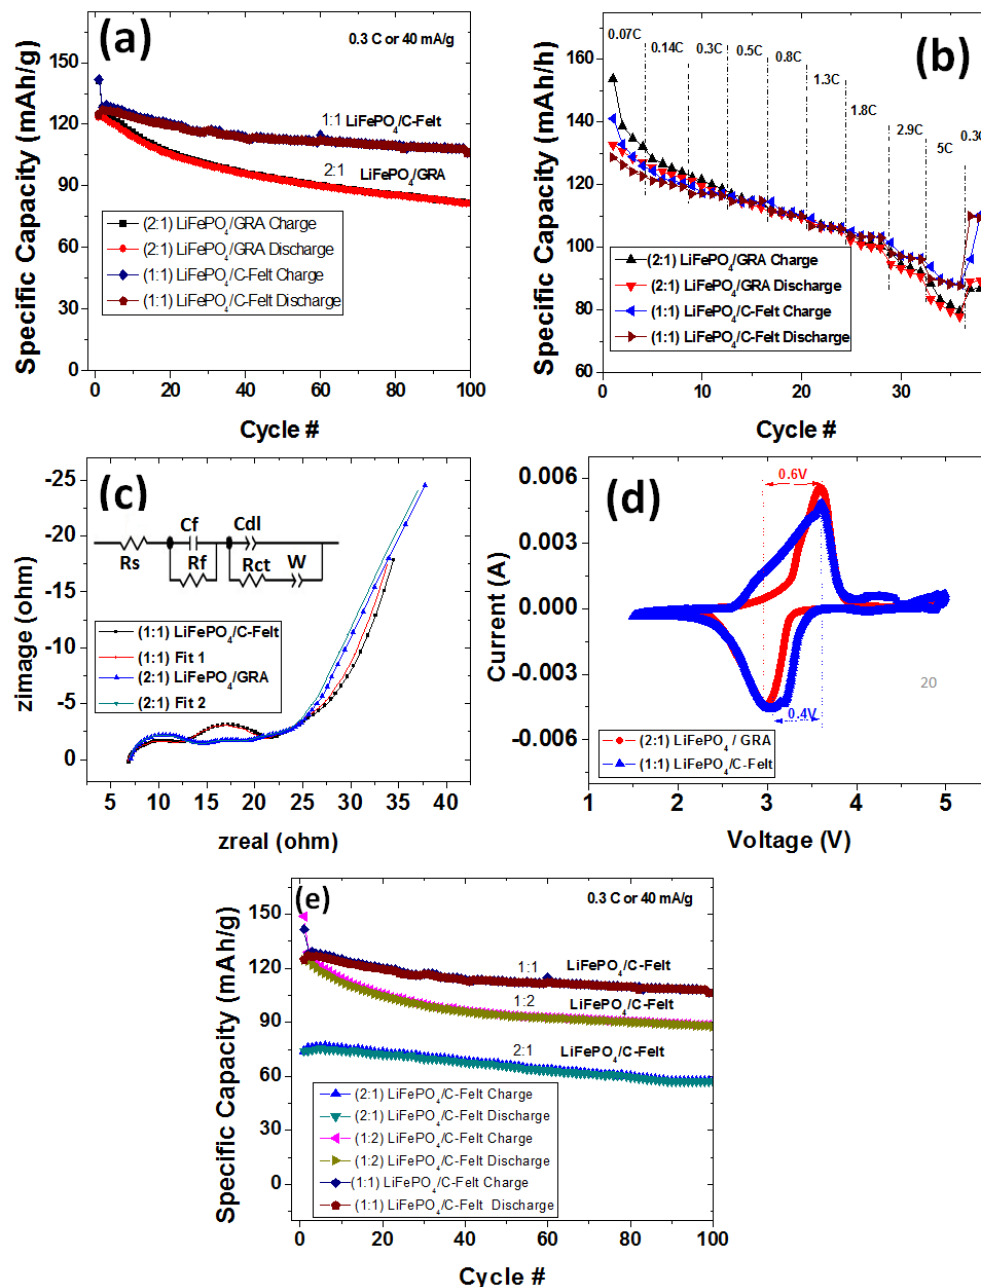 (a)
0.3 C or 40 mA/g
Specific Capacity (mAh/g)
150
120
90
60
30
0
1:1 LiFePO4/C-Felt
2:1 LiFePO4/GRA
(2:1) LiFePO4/GRA Charge
(2:1) LiFePO4/GRA Discharge
(1:1) LiFePO4/C-Felt Charge
(1:1) LiFePO4/C-Felt Discharge
0 20 40 60 80 100
Cycle #
(b)
Specific Capacity (mAh/h)
160
140
120
100
80
60
0.07C
0.14C
0.3C
0.5C
0.8C
1.3C
1.8C
2.9C
5C
0.3C
(2:1) LiFePO4/GRA Charge
(2:1) LiFePO4/GRA Discharge
(1:1) LiFePO4/C-Felt Charge
(1:1) LiFePO4/C-Felt Discharge
0 10 20 30
Cycle #
(c)
zimage (ohm)
-25
-20
-15
-10
-5
0
Cf
Cdl
Rs
Rf
Rct
W
(1:1) LiFePO4/C-Felt
(1:1) Fit 1
(2:1) LiFePO4/GRA
(2:1) Fit 2
5 10 15 20 25 30 35 40
zreal (ohm)
(d)
Current (A)
0.006
0.003
0.000
-0.003
-0.006
0.6V
0.4V
20
(2:1) LiFePO4 / GRA
(1:1) LiFePO4/C-Felt
1 2 3 4 5
Voltage (V)
(e)
0.3 C or 40 mA/g
Specific Capacity (mAh/g)
150
120
90
60
30
0
1:1 LiFePO4/C-Felt
1:2 LiFePO4/C-Felt
2:1 LiFePO4/C-Felt
(2:1) LiFePO4/C-Felt Charge
(2:1) LiFePO4/C-Felt Discharge
(1:2) LiFePO4/C-Felt Charge
(1:2) LiFePO4/C-Felt Discharge
(1:1) LiFePO4/C-Felt Charge
(1:1) LiFePO4/C-Felt Discharge
0 20 40 60 80 100
Cycle #